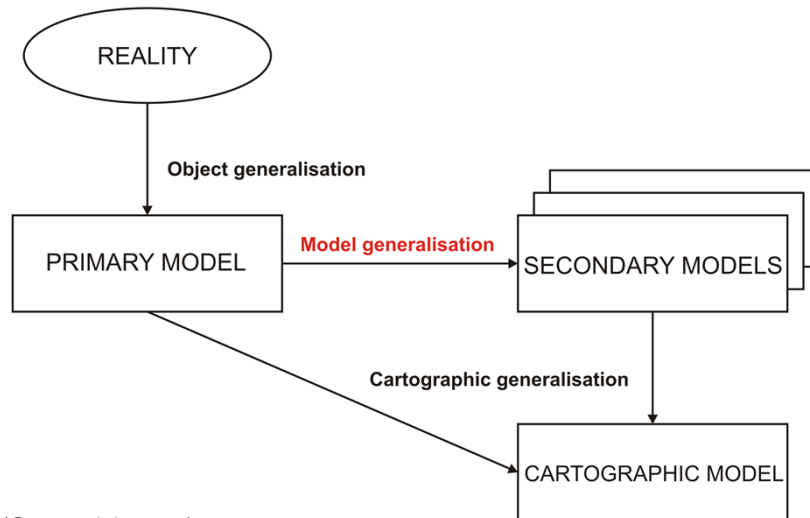 REALITY
Object generalisation
PRIMARY MODEL
Model generalisation
SECONDARY MODELS
Cartographic generalisation
CARTOGRAPHIC MODEL